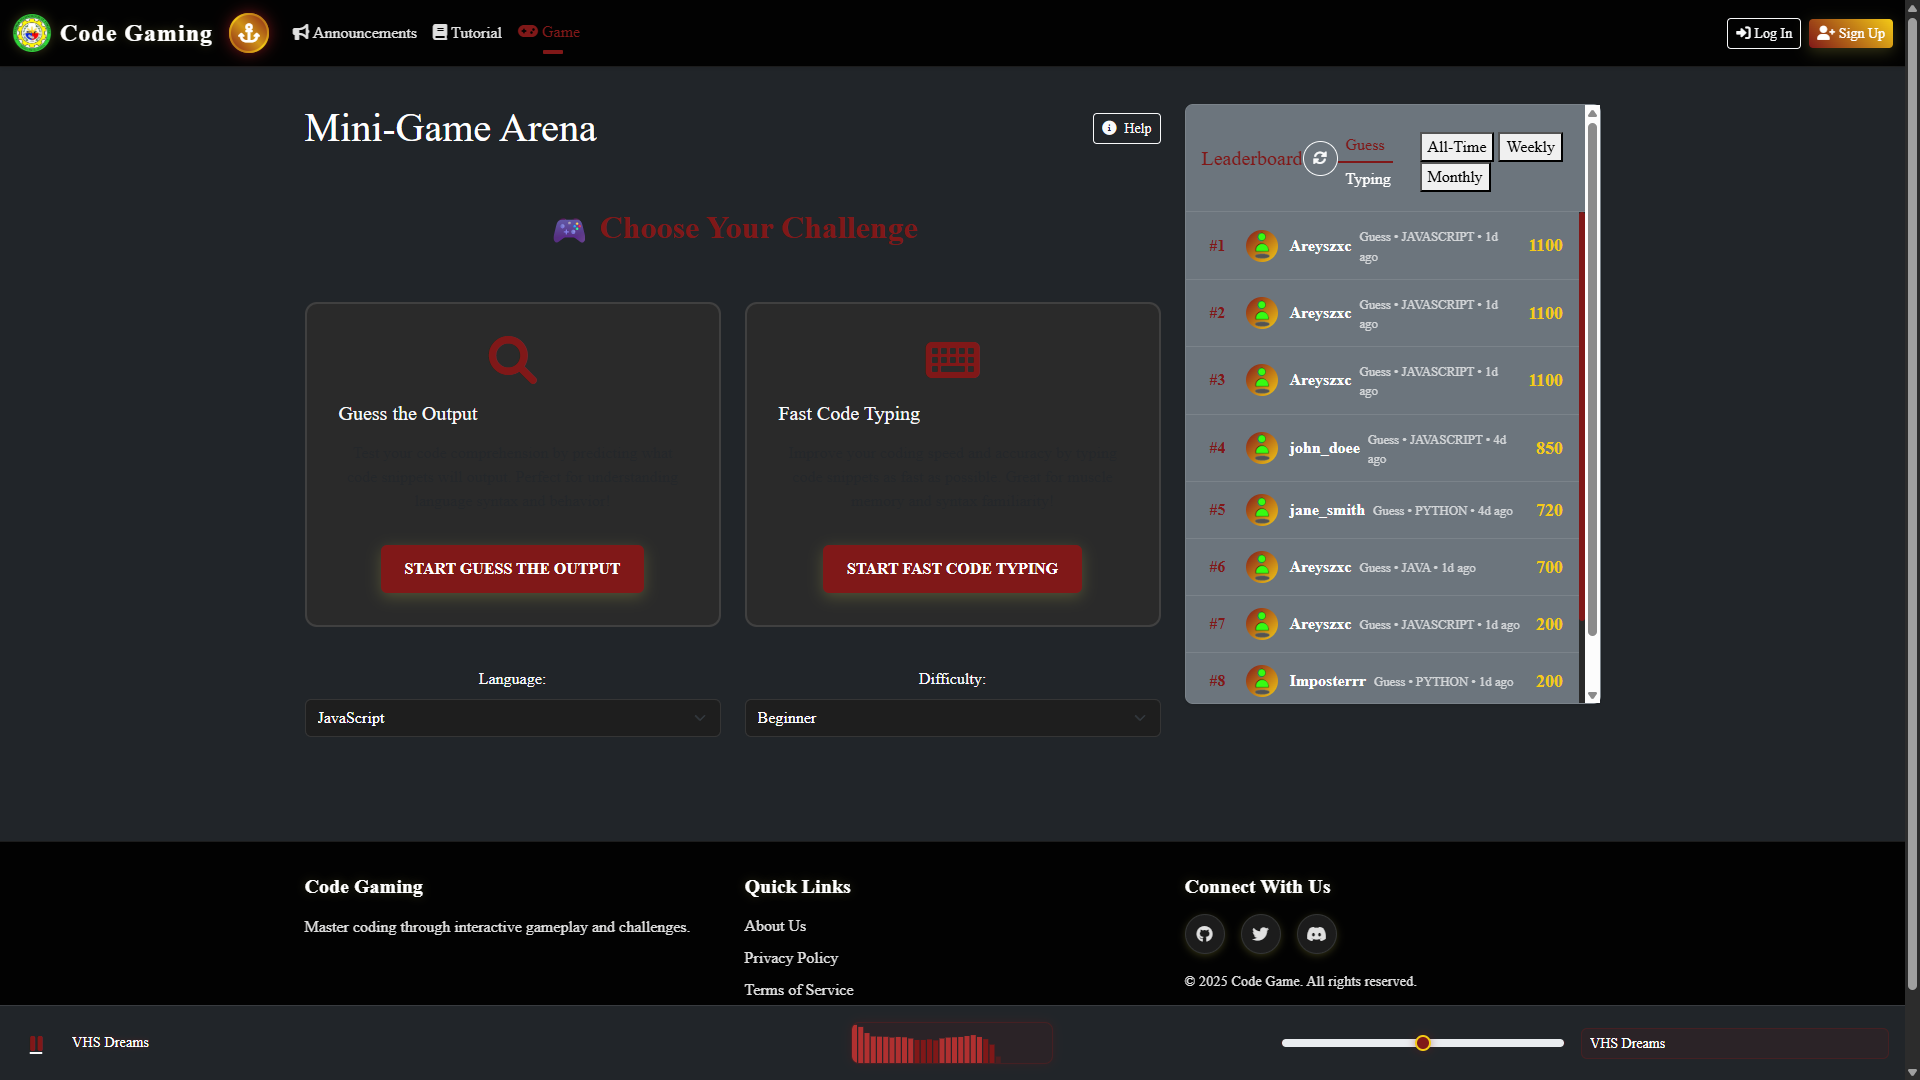 Code Gaming
Announcements
Tutorial
Game
Log In
Sign Up
Mini-Game Arena
Help
Choose Your Challenge
Guess the Output
START GUESS THE OUTPUT
Fast Code Typing
START FAST CODE TYPING
Language:
JavaScript
Difficulty:
Beginner
Leaderboard
Guess
Typing
All-Time
Weekly
Monthly
#1 Areyszxc Guess • JAVASCRIPT • 1d
ago
1100
#2 Areyszxc Guess • JAVASCRIPT • 1d
ago
1100
#3 Areyszxc Guess • JAVASCRIPT • 1d
ago
1100
#4 john_doee Guess • JAVASCRIPT • 4d
ago
850
#5 jane_smith Guess • PYTHON • 4d ago 720
#6 Areyszxc Guess • JAVA • 1d ago 700
#7 Areyszxc Guess • JAVASCRIPT • 1d ago 200
#8 Imposterrr Guess • PYTHON • 1d ago 200
Code Gaming
Master coding through interactive gameplay and challenges.
Quick Links
About Us
Privacy Policy
Terms of Service
Connect With Us
© 2025 Code Game. All rights reserved.
VHS Dreams
VHS Dreams